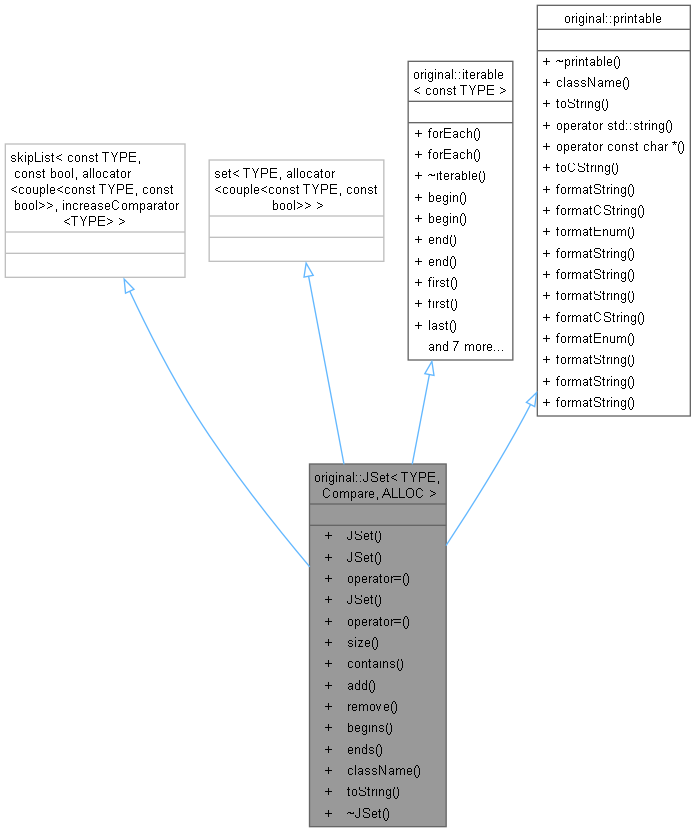 original::printable
+ ~printable()
+ className()
+ toString()
+ operator std::string()
+ operator const char *()
+ toCString()
+ formatString()
+ formatCString()
+ formatEnum()
+ formatString()
+ formatString()
+ formatString()
+ formatCString()
+ formatEnum()
+ formatString()
+ formatString()
+ formatString()
original::iterable
< const TYPE >
+ forEach()
+ forEach()
+ ~iterable()
+ begin()
+ begin()
+ end()
+ end()
+ first()
+ first()
+ last()
and 7 more...
skipList< const TYPE,
const bool, allocator
<couple<const TYPE, const
bool>>, increaseComparator
<TYPE> >
set< TYPE, allocator
<couple<const TYPE, const
bool>> >
original::JSet< TYPE,
Compare, ALLOC >
+ JSet()
+ JSet()
+ operator=()
+ JSet()
+ operator=()
+ size()
+ contains()
+ add()
+ remove()
+ begins()
+ ends()
+ className()
+ toString()
+ ~JSet()